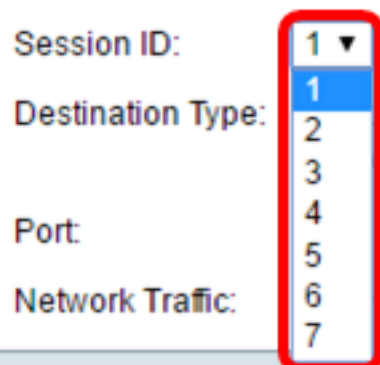 Session ID: 1 ▼
1
Destination Type:
2
3
4
Port:
5
Network Traffic:
6
7